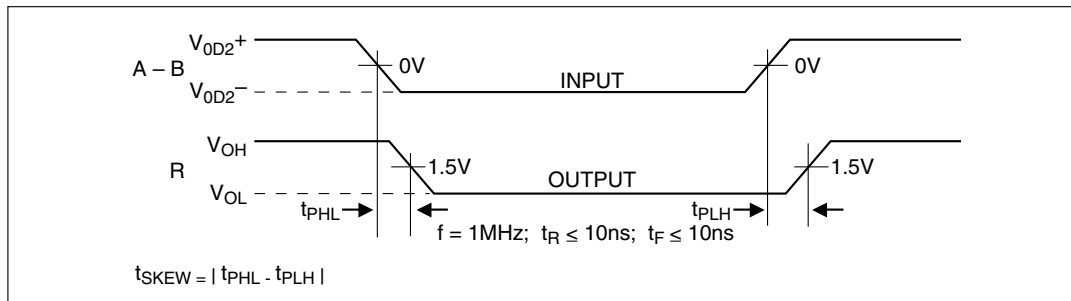 V0D2+
A – B
0V
0V
V0D2–
INPUT
VOH
R
1.5V
1.5V
VOL
OUTPUT
tPHL
tPLH
f = 1MHz; tR ≤ 10ns; tF ≤ 10ns
tSKEW = | tPHL - tPLH |